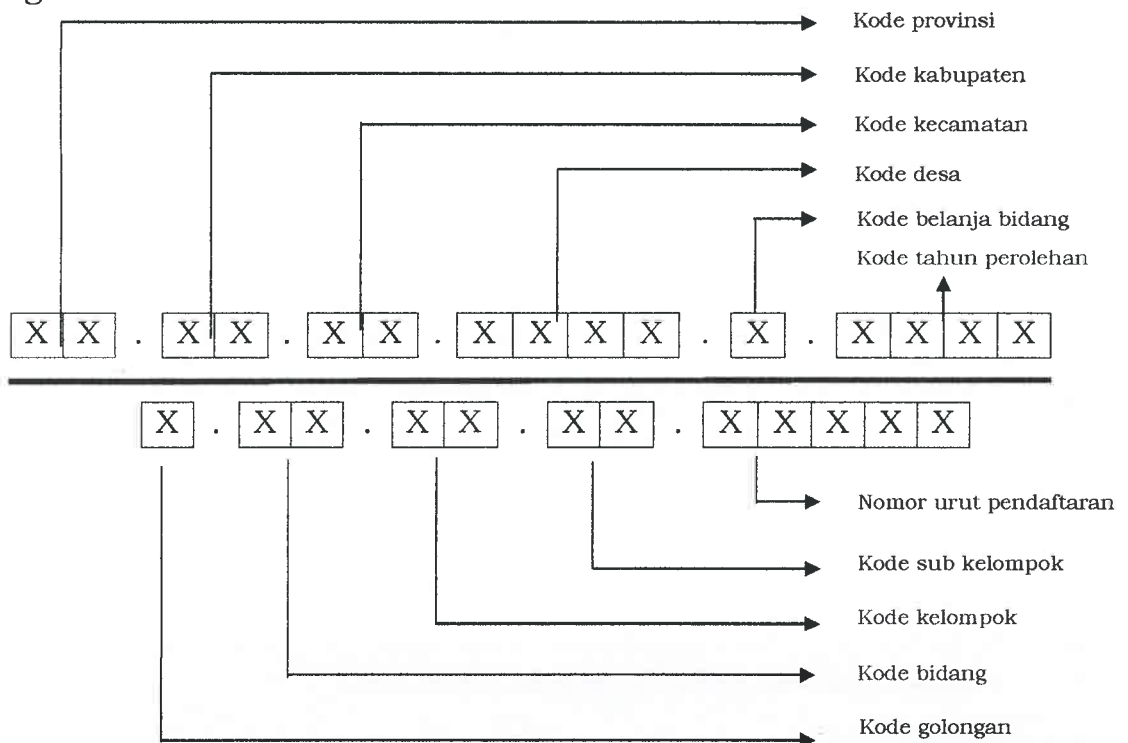 Kode provinsi
Kode kabupaten
Kode kecamatan
Kode desa
Kode belanja bidang
Kode tahun perolehan
X X . X X . X X . X X X X . X . X X X X
X . X X . X X . X X . X X X X X
Nomor urut pendaftaran
Kode sub kelompok
Kode kelompok
Kode bidang
Kode golongan